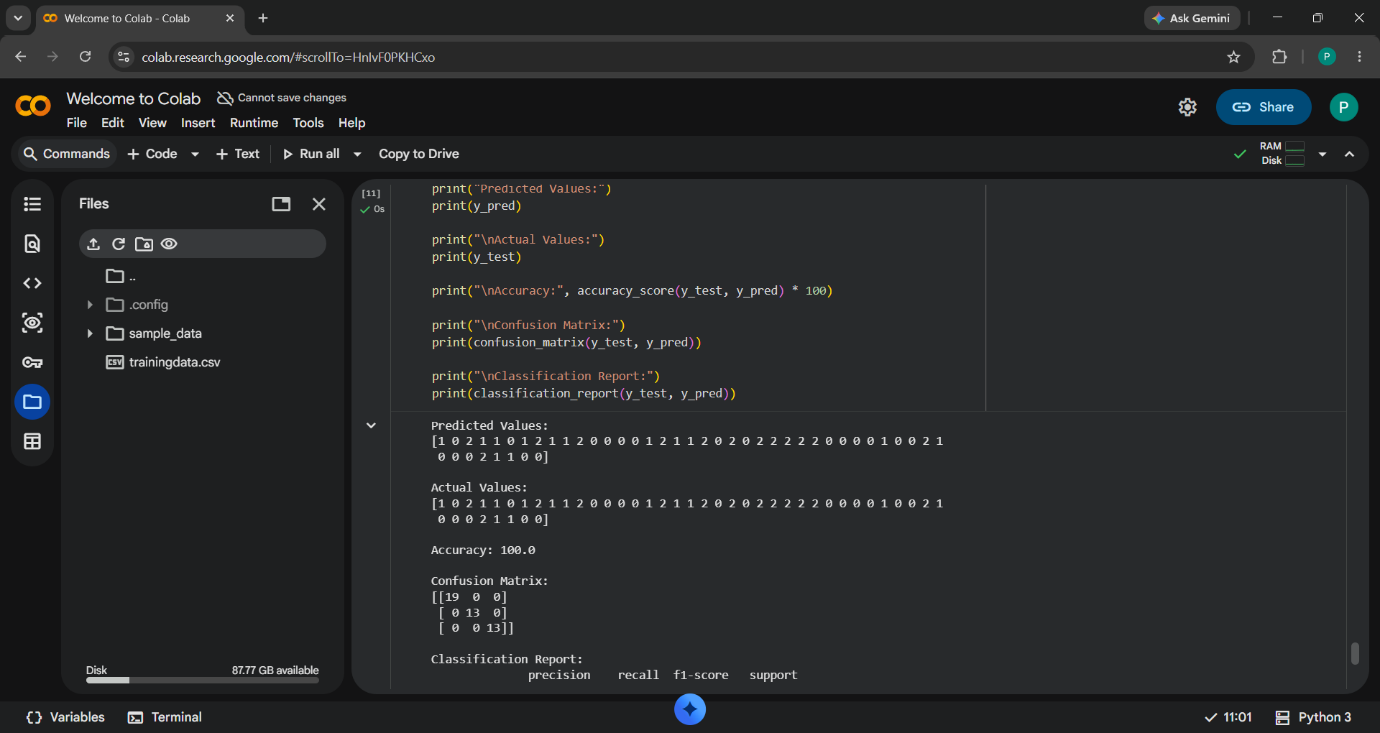 Welcome to Colab - Colab
Ask Gemini
colab.research.google.com/#scrollTo=HnIvF0PKHCxo
P
Welcome to Colab
Cannot save changes
File Edit View Insert Runtime Tools Help
Share
P
Commands + Code + Text Run all Copy to Drive
RAM
Disk
Files
..
.config
sample_data
CSV trainingdata.csv
Disk 87.77 GB available
[11]
0s
print("Predicted Values:")
print(y_pred)
print("\nActual Values:")
print(y_test)
print("\nAccuracy:", accuracy_score(y_test, y_pred) * 100)
print("\nConfusion Matrix:")
print(confusion_matrix(y_test, y_pred))
print("\nClassification Report:")
print(classification_report(y_test, y_pred))
Predicted Values:
[1 0 2 1 1 0 1 2 1 1 2 0 0 0 0 1 2 1 1 2 0 2 0 2 2 2 2 2 0 0 0 0 1 0 0 2 1
0 0 0 2 1 1 0 0]
Actual Values:
[1 0 2 1 1 0 1 2 1 1 2 0 0 0 0 1 2 1 1 2 0 2 0 2 2 2 2 2 0 0 0 0 1 0 0 2 1
0 0 0 2 1 1 0 0]
Accuracy: 100.0
Confusion Matrix:
[[19 0 0]
[ 0 13 0]
[ 0 0 13]]
Classification Report:
precision recall f1-score support
{} Variables
Terminal
11:01
Python 3